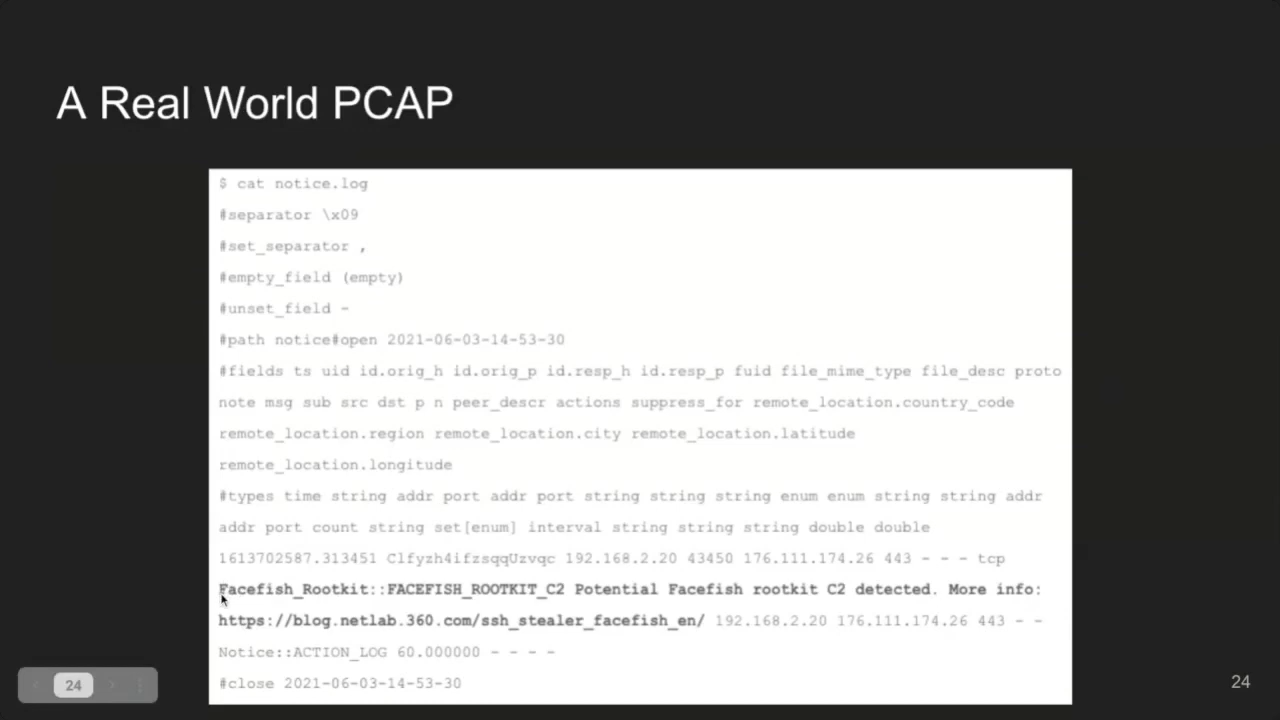 A Real World PCAP
$ cat notice.log
#separator \x09
#set_separator ,
#empty_field (empty)
#unset_field -
#path notice#open 2021-06-03-14-53-30
#fields ts uid id.orig_h id.orig_p id.resp_h id.resp_p fuid file_mime_type file_desc proto
note msg sub src dst p n peer_descr actions suppress_for remote_location.country_code
remote_location.region remote_location.city remote_location.latitude
remote_location.longitude
#types time string addr port addr port string string string enum enum string string addr
addr port count string set[enum] interval string string string double double
1613702587.313451 Clfyzh4ifzsqqUzvqc 192.168.2.20 43450 176.111.174.26 443 - - - tcp
Facefish_Rootkit::FACEFISH_ROOTKIT_C2 Potential Facefish rootkit C2 detected. More info:
https://blog.netlab.360.com/ssh_stealer_facefish_en/ 192.168.2.20 176.111.174.26 443 - -
Notice::ACTION_LOG 60.000000 - - - -
#close 2021-06-03-14-53-30
24
24